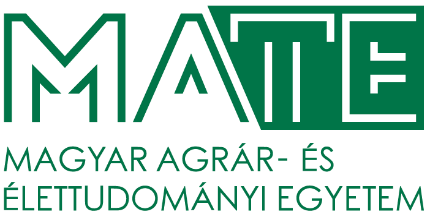 MATE
MAGYAR AGRÁR- ÉS
ÉLETTUDOMÁNYI EGYETEM